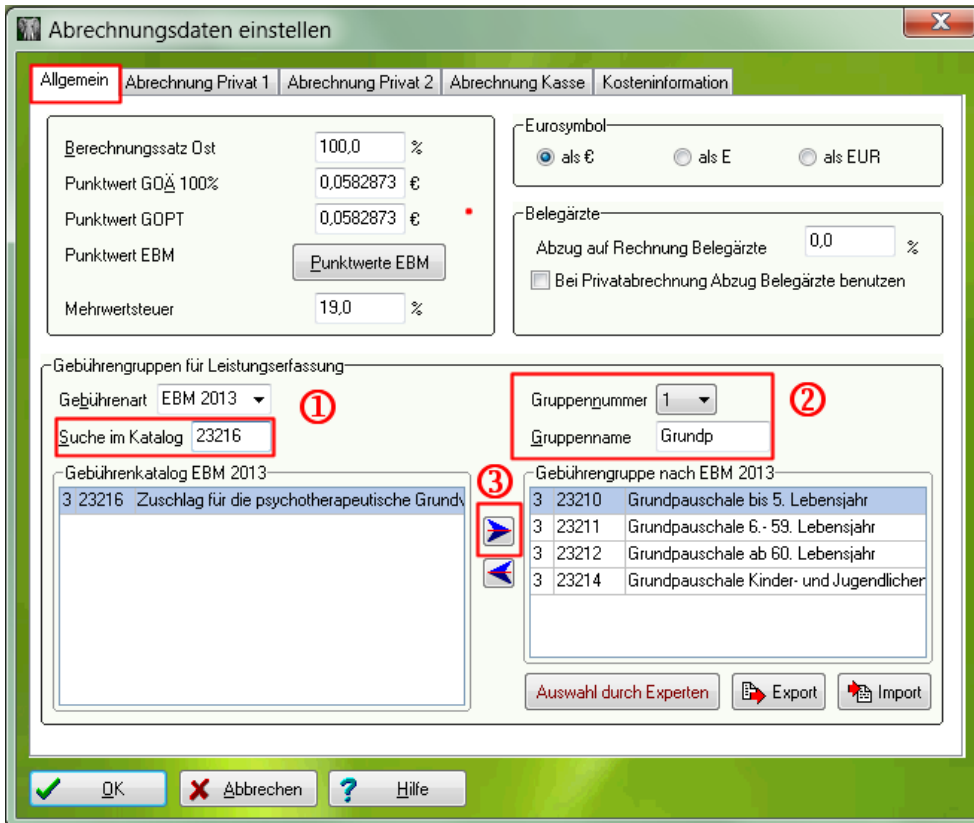 Abrechnungsdaten einstellen
Allgemein Abrechnung Privat 1 Abrechnung Privat 2 Abrechnung Kasse Kosteninformation
Berechnungssatz Ost 100,0 %
Punktwert GOÄ 100% 0,0582873 €
Punktwert GOPT 0,0582873 €
Punktwert EBM Punktwerte EBM
Mehrwertsteuer 19,0 %
Eurosymbol
als € als E als EUR
Belegärzte
Abzug auf Rechnung Belegärzte 0,0 %
Bei Privatabrechnung Abzug Belegärzte benutzen
Gebührengruppen für Leistungserfassung
Gebührenart EBM 2013 ①
Suche im Katalog 23216
Gruppennummer 1 ②
Gruppenname Grundp
Gebührenkatalog EBM 2013
3 23216 Zuschlag für die psychotherapeutische Grundv
③
Gebührengruppe nach EBM 2013
3 23210 Grundpauschale bis 5. Lebensjahr
3 23211 Grundpauschale 6.- 59. Lebensjahr
3 23212 Grundpauschale ab 60. Lebensjahr
3 23214 Grundpauschale Kinder- und Jugendlichen
Auswahl durch Experten Export Import
OK Abbrechen ? Hilfe